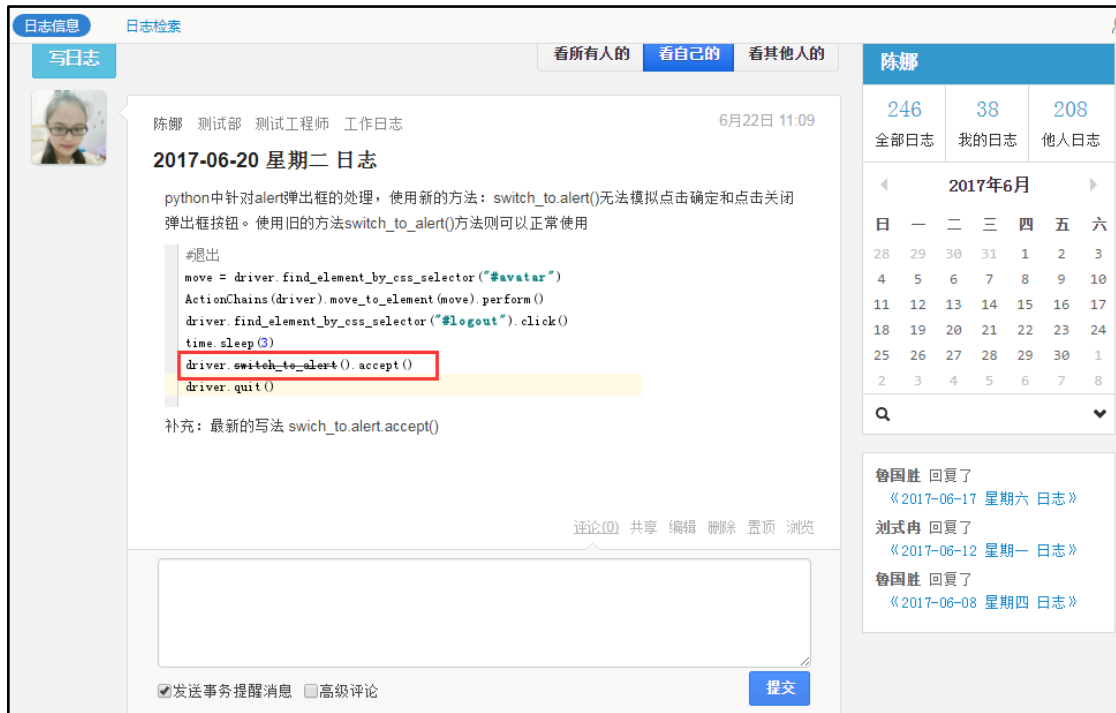 日志信息 日志检索
写日志
看所有人的 看自己的 看其他人的
陈娜 测试部 测试工程师 工作日志 6月22日 11:09
2017-06-20 星期二 日志
python中针对alert弹出框的处理，使用新的方法：switch_to.alert()无法模拟点击确定和点击关闭
弹出框按钮。使用旧的方法switch_to_alert()方法则可以正常使用
#退出
move = driver.find_element_by_css_selector("#avatar")
ActionChains(driver).move_to_element(move).perform()
driver.find_element_by_css_selector("#logout").click()
time.sleep(3)
driver.switch_to_alert().accept()
driver.quit()
补充：最新的写法 swich_to.alert.accept()
评论(0) 共享 编辑 删除 置顶 浏览
发送事务提醒消息 高级评论
提交
陈娜
246 38 208
全部日志 我的日志 他人日志
2017年6月
日 一 二 三 四 五 六
28 29 30 31 1 2 3
4 5 6 7 8 9 10
11 12 13 14 15 16 17
18 19 20 21 22 23 24
25 26 27 28 29 30 1
2 3 4 5 6 7 8
鲁国胜 回复了
《2017-06-17 星期六 日志》
刘式冉 回复了
《2017-06-12 星期一 日志》
鲁国胜 回复了
《2017-06-08 星期四 日志》